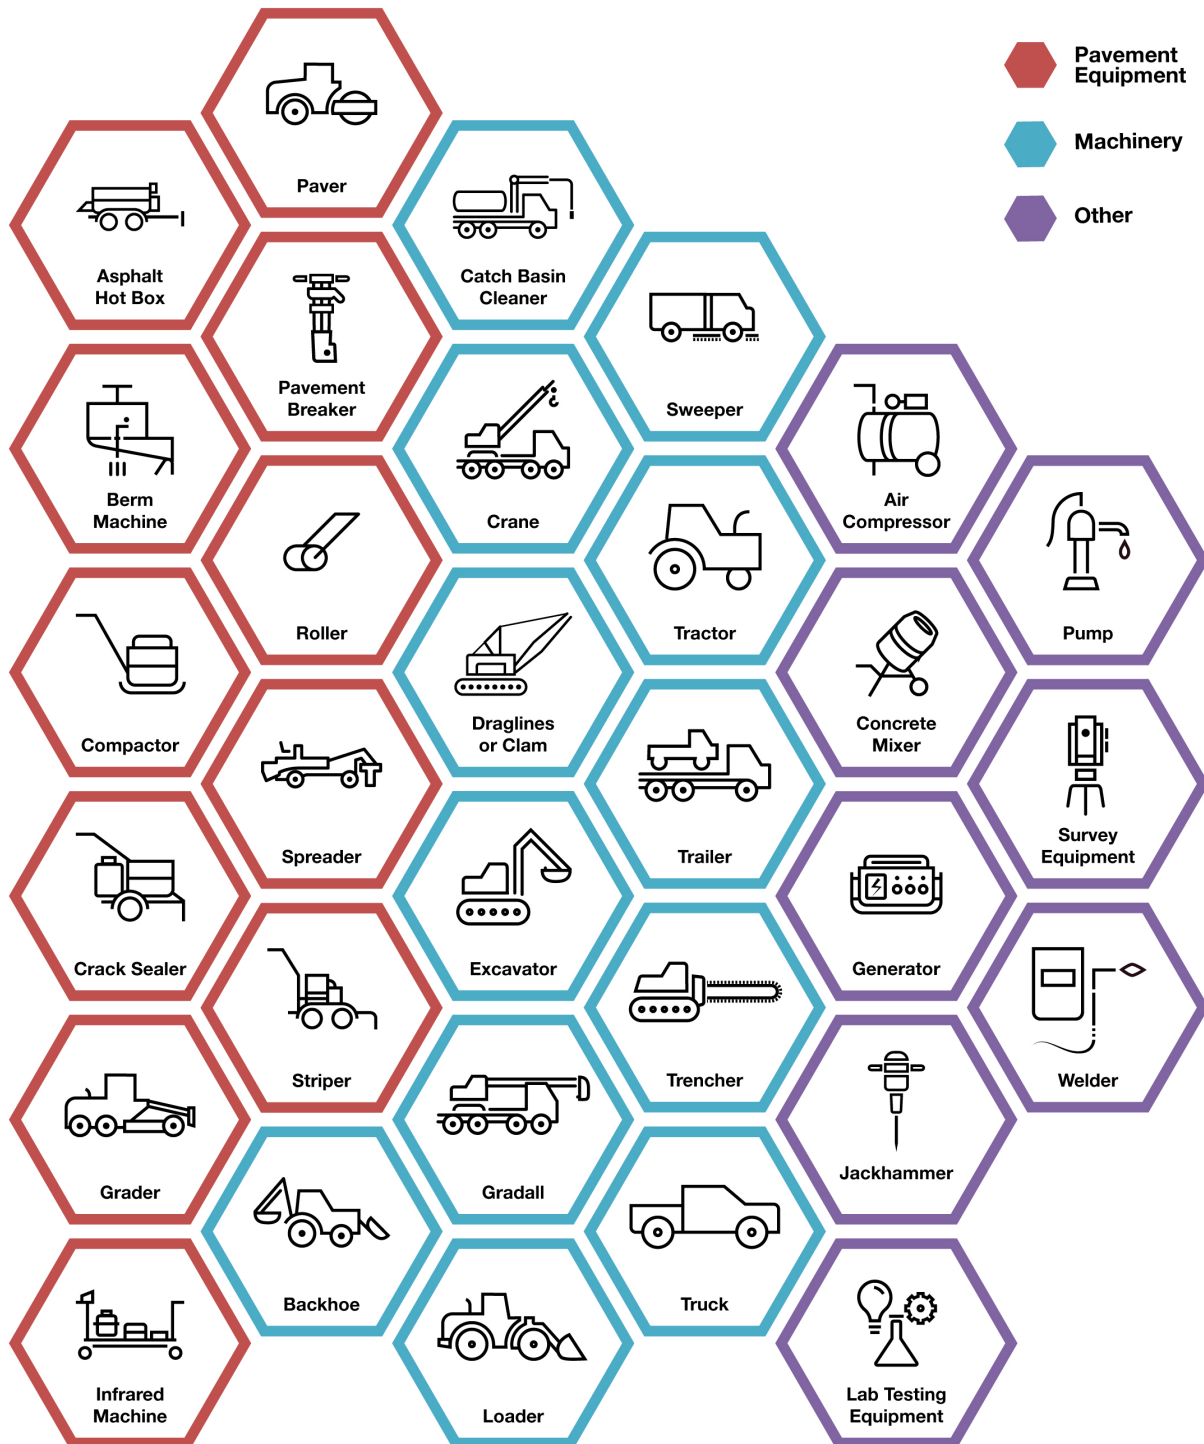 Pavement
Equipment
Machinery
Other
Paver
Asphalt
Hot Box
Catch Basin
Cleaner
Pavement
Breaker
Sweeper
Berm
Machine
Crane
Air
Compressor
Roller
Tractor
Pump
Compactor
Draglines
or Clam
Concrete
Mixer
Spreader
Trailer
Survey
Equipment
Crack Sealer
Excavator
Generator
Striper
Trencher
Welder
Grader
Gradall
Jackhammer
Backhoe
Truck
Infrared
Machine
Loader
Lab Testing
Equipment